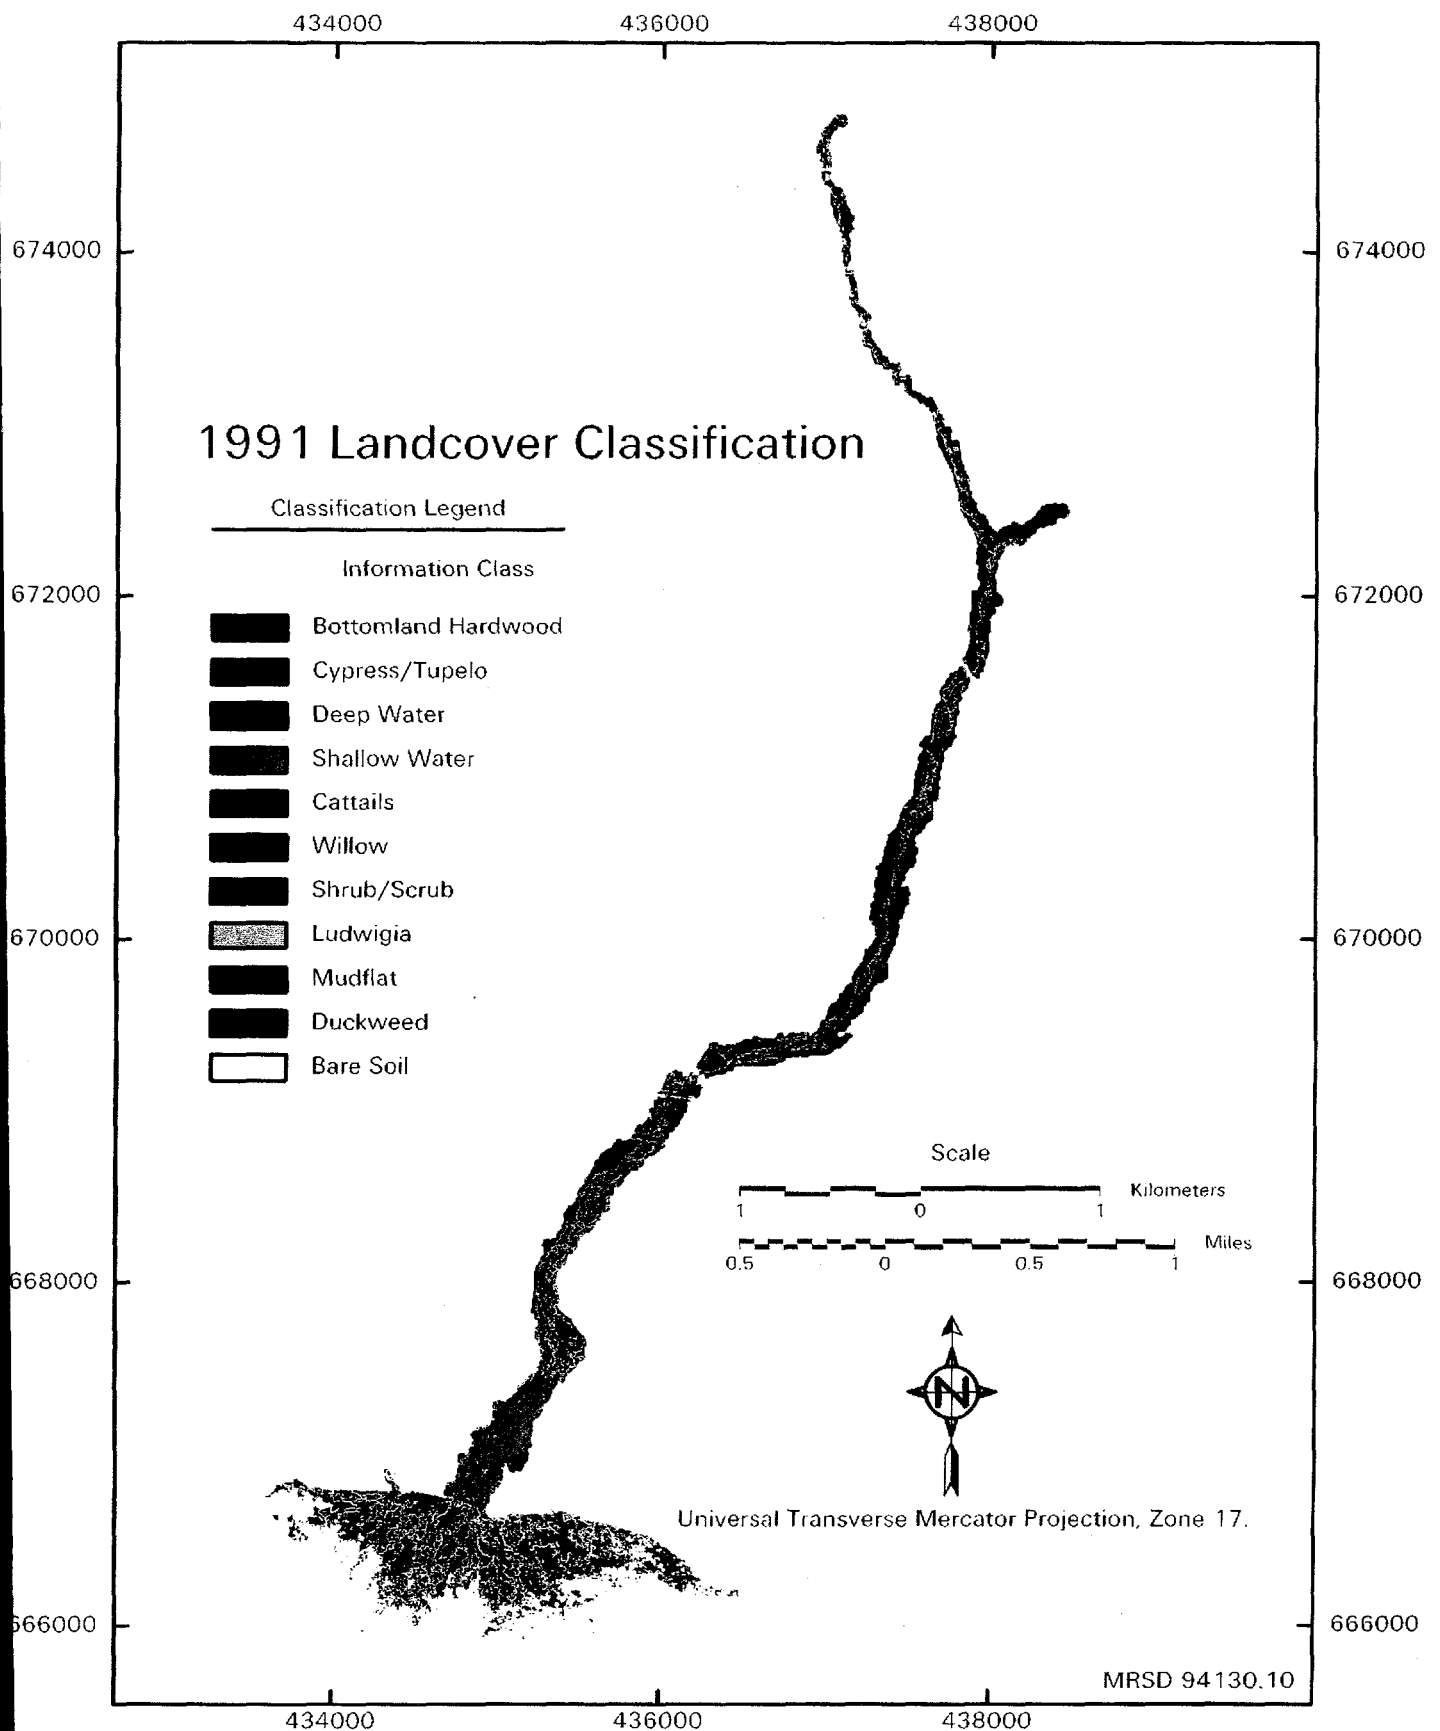 434000 436000 438000
674000 674000
1991 Landcover Classification
Classification Legend
Information Class
672000 672000
Bottomland Hardwood
Cypress/Tupelo
Deep Water
Shallow Water
Cattails
Willow
Shrub/Scrub
Ludwigia
670000 670000
Mudflat
Duckweed
Bare Soil
Scale
Kilometers
1 0 1
Miles
0.5 0 0.5 1
668000 668000
N
Universal Transverse Mercator Projection, Zone 17.
666000 666000
MRSD 94130.10
434000 436000 438000